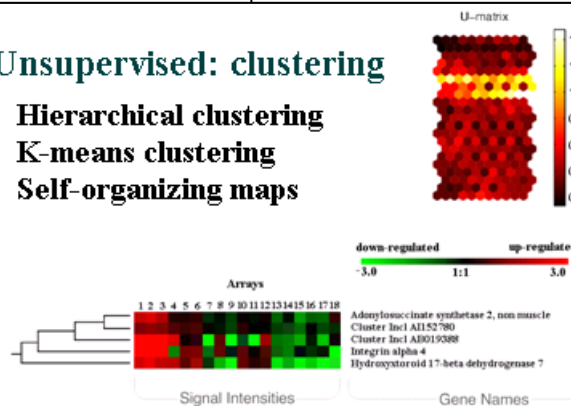 U-matrix
Unsupervised: clustering
Hierarchical clustering
K-means clustering
Self-organizing maps
down-regulated up-regulate
-3.0 1:1 3.0
Arrays
1 2 3 4 5 6 7 8 9 10 11 12 13 14 15 16 17 18
Adonylosuccinate synthetase 2, non muscle
Cluster Incl AI152780
Cluster Incl AB019388
Integrin alpha 4
Hydroxyxtoroid 17-beta dehydrogenase 7
Signal Intensities Gene Names